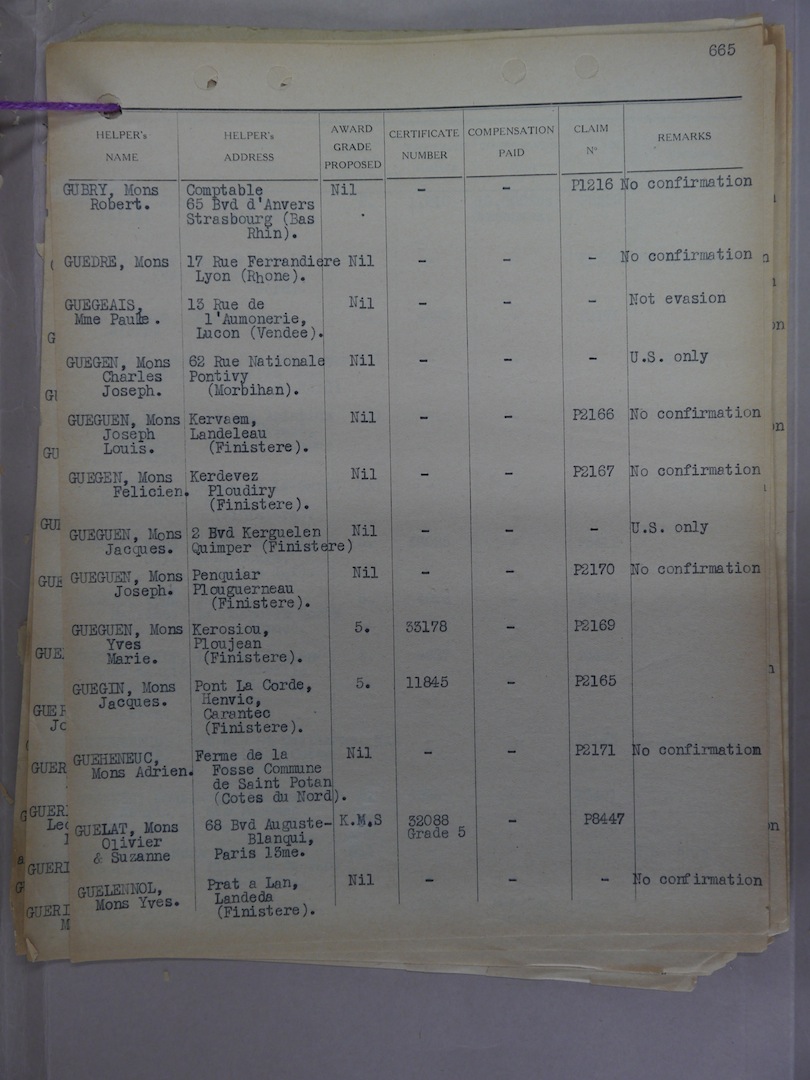 665
HELPER's NAME HELPER's ADDRESS AWARD GRADE PROPOSED CERTIFICATE NUMBER COMPENSATION PAID CLAIM Nº REMARKS
GUBRY, Mons Comptable Nil - - P1216 No confirmation
Robert. 65 Bvd d'Anvers
Strasbourg (Bas
Rhin).
GUEDRE, Mons 17 Rue Ferrandiere Nil - - - No confirmation
Lyon (Rhone).
GUEGEAIS, 13 Rue de Nil - - - Not evasion
Mme Paule. l'Aumonerie,
Lucon (Vendee).
GUEGEN, Mons 62 Rue Nationale Nil - - - U.S. only
Charles Pontivy
Joseph. (Morbihan).
GUEGUEN, Mons Kervaem, Nil - - P2166 No confirmation
Joseph Landeleau
Louis. (Finistere).
GUEGEN, Mons Kerdevez Nil - - P2167 No confirmation
Felicien. Ploudiry
(Finistere).
GUEGUEN, Mons 2 Bvd Kerguelen Nil - - - U.S. only
Jacques. Quimper (Finistere)
GUEGUEN, Mons Penquiar Nil - - P2170 No confirmation
Joseph. Plouguerneau
(Finistere).
GUEGUEN, Mons Kerosiou, 5. 33178 - P2169
Yves Ploujean
Marie. (Finistere).
GUEGIN, Mons Pont La Corde, 5. 11845 - P2165
Jacques. Henvic,
Carantec
(Finistere).
GUEHENEUC, Ferme de la Nil - - P2171 No confirmation
Mons Adrien. Fosse Commune
de Saint Potan
(Cotes du Nord).
GUELAT, Mons 68 Bvd Auguste- K.M.S 32088 - P8447
Olivier Blanqui, Grade 5
& Suzanne Paris 13me.
GUELENNOL, Prat a Lan, Nil - - - No confirmation
Mons Yves. Landeda
(Finistere).